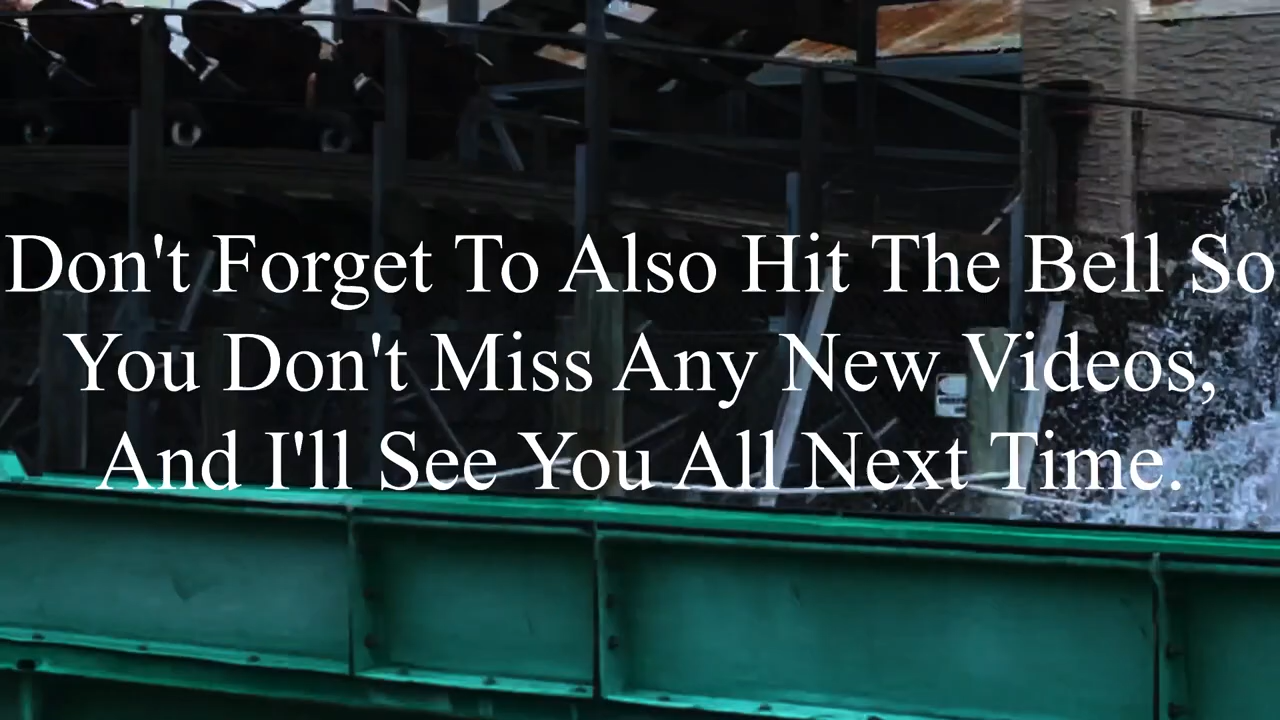 Don't Forget To Also Hit The Bell So
You Don't Miss Any New Videos,
And I'll See You All Next Time.